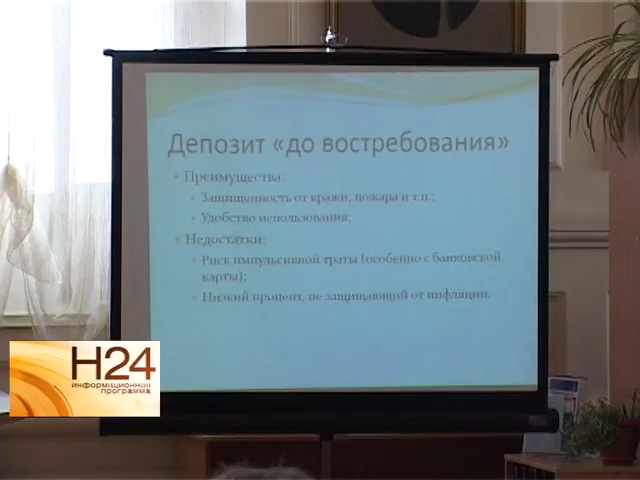 Депозит «до востребования»
Преимущества:
Защищенность от кражи, пожара и т.п.;
Удобство использования;
Недостатки:
Риск импульсивной траты (особенно с банковской
карты);
Низкий процент, не защищающий от инфляции.
Н24
информационная
программа